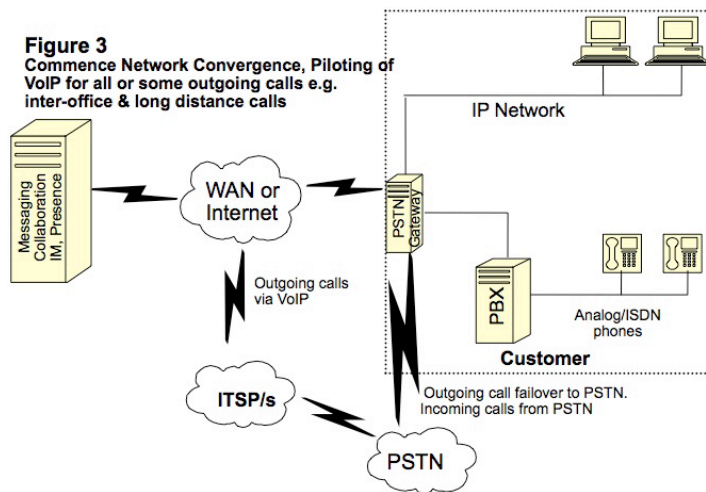 Figure 3
Commence Network Convergence, Piloting of
VoIP for all or some outgoing calls e.g.
inter-office & long distance calls
IP Network
Messaging
Collaboration
IM, Presence
WAN or
Internet
PSTN
Gateway
Outgoing calls
via VoIP
PBX
Analog/ISDN
phones
Customer
ITSP/s
Outgoing call failover to PSTN.
Incoming calls from PSTN
PSTN